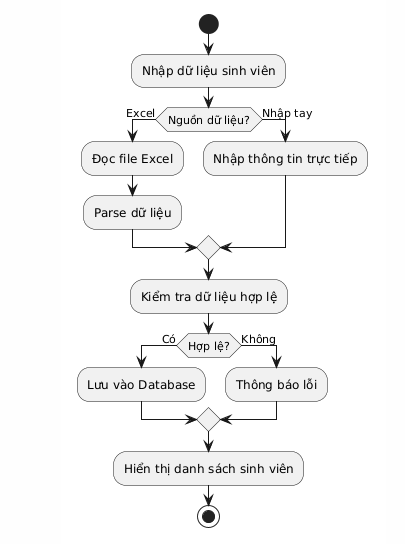 Nhập dữ liệu sinh viên
Nguồn dữ liệu?
Excel
Nhập tay
Đọc file Excel
Nhập thông tin trực tiếp
Parse dữ liệu
Kiểm tra dữ liệu hợp lệ
Hợp lệ?
Có
Không
Lưu vào Database
Thông báo lỗi
Hiển thị danh sách sinh viên